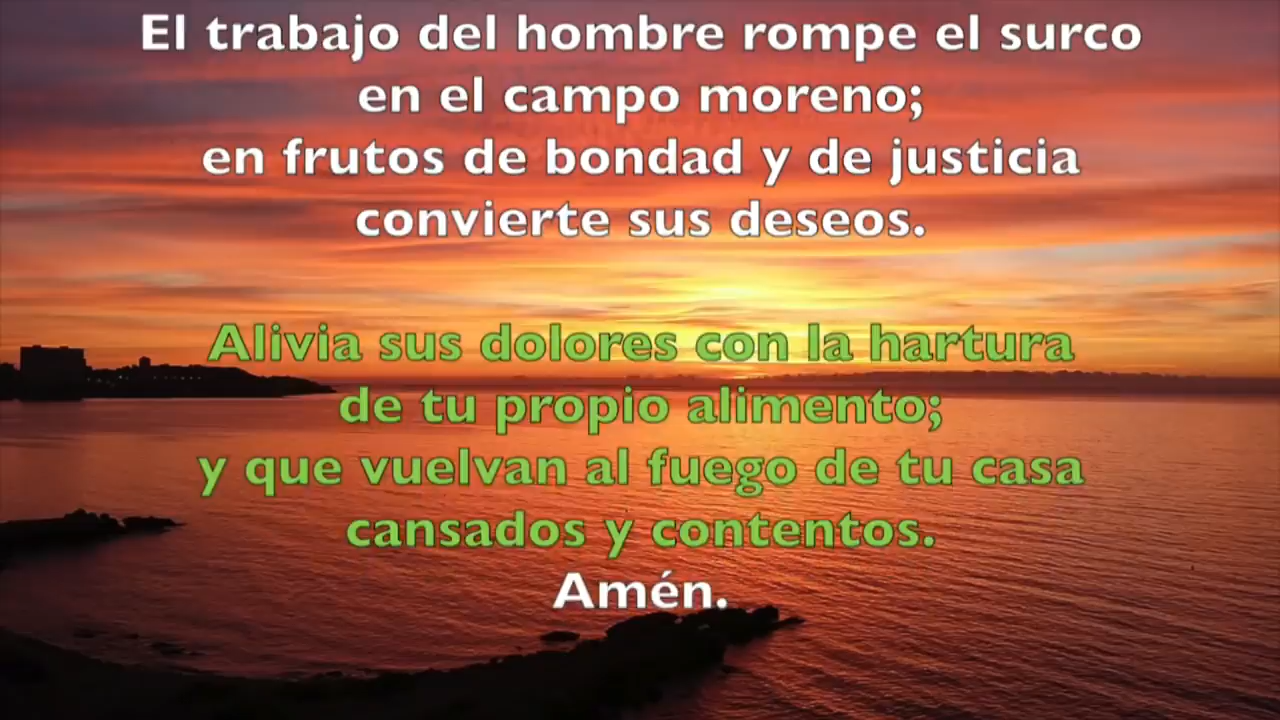 El trabajo del hombre rompe el surco
en el campo moreno;
en frutos de bondad y de justicia
convierte sus deseos.
Alivia sus dolores con la hartura
de tu propio alimento;
y que vuelvan al fuego de tu casa
cansados y contentos.
Amén.